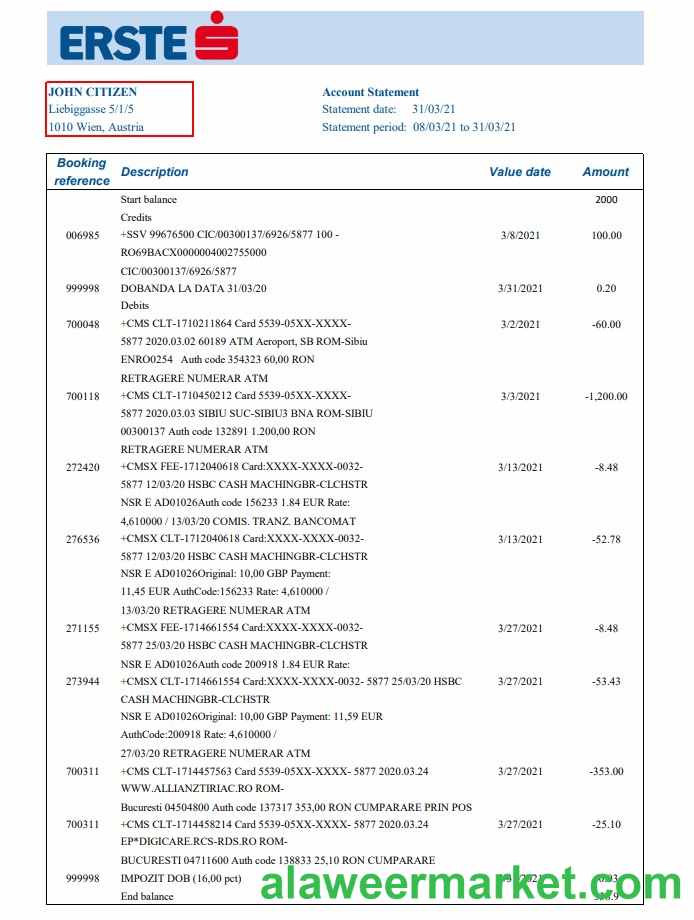 ERSTE
JOHN CITIZEN
Liebiggasse 5/1/5
1010 Wien, Austria
Account Statement
Statement date: 31/03/21
Statement period: 08/03/21 to 31/03/21
Booking reference Description Value date Amount
Start balance 2000
Credits
006985 +SSV 99676500 CIC/00300137/6926/5877 100 - 3/8/2021 100.00
RO69BACX0000004002755000
CIC/00300137/6926/5877
999998 DOBANDA LA DATA 31/03/20 3/31/2021 0.20
Debits
700048 +CMS CLT-1710211864 Card 5539-05XX-XXXX- 3/2/2021 -60.00
5877 2020.03.02 60189 ATM Aeroport, SB ROM-Sibiu
ENRO0254 Auth code 354323 60,00 RON
RETRAGERE NUMERAR ATM
700118 +CMS CLT-1710450212 Card 5539-05XX-XXXX- 3/3/2021 -1,200.00
5877 2020.03.03 SIBIU SUC-SIBIU3 BNA ROM-SIBIU
00300137 Auth code 132891 1.200,00 RON
RETRAGERE NUMERAR ATM
272420 +CMSX FEE-1712040618 Card:XXXX-XXXX-0032- 3/13/2021 -8.48
5877 12/03/20 HSBC CASH MACHINGBR-CLCHSTR
NSR E AD01026Auth code 156233 1.84 EUR Rate:
4,610000 / 13/03/20 COMIS. TRANZ. BANCOMAT
276536 +CMSX CLT-1712040618 Card:XXXX-XXXX-0032- 3/13/2021 -52.78
5877 12/03/20 HSBC CASH MACHINGBR-CLCHSTR
NSR E AD01026Original: 10,00 GBP Payment:
11,45 EUR AuthCode:156233 Rate: 4,610000 /
13/03/20 RETRAGERE NUMERAR ATM
271155 +CMSX FEE-1714661554 Card:XXXX-XXXX-0032- 3/27/2021 -8.48
5877 25/03/20 HSBC CASH MACHINGBR-CLCHSTR
NSR E AD01026Auth code 200918 1.84 EUR Rate:
273944 +CMSX CLT-1714661554 Card:XXXX-XXXX-0032- 5877 25/03/20 HSBC 3/27/2021 -53.43
CASH MACHINGBR-CLCHSTR
NSR E AD01026Original: 10,00 GBP Payment: 11,59 EUR
AuthCode:200918 Rate: 4,610000 /
27/03/20 RETRAGERE NUMERAR ATM
700311 +CMS CLT-1714457563 Card 5539-05XX-XXXX- 5877 2020.03.24 3/27/2021 -353.00
WWW.ALLIANZTIRIAC.RO ROM-
Bucuresti 04504800 Auth code 137317 353,00 RON CUMPARARE PRIN POS
700311 +CMS CLT-1714458214 Card 5539-05XX-XXXX- 5877 2020.03.24 3/27/2021 -25.10
EP*DIGICARE.RCS-RDS.RO ROM-
BUCURESTI 04711600 Auth code 138833 25,10 RON CUMPARARE
999998 IMPOZIT DOB (16,00 pct)
End balance
alaweermarket.com